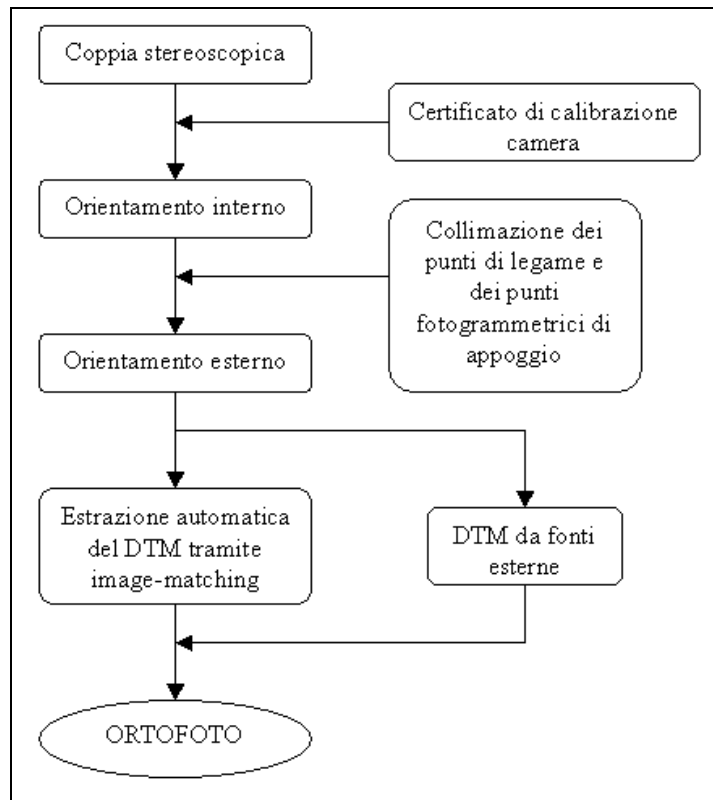 Coppia stereoscopica
Certificato di calibrazione
camera
Orientamento interno
Collimazione dei
punti di legame e
dei punti
fotogrammetrici di
appoggio
Orientamento esterno
Estrazione automatica
del DTM tramite
image-matching
DTM da fonti
esterne
ORTOFOTO